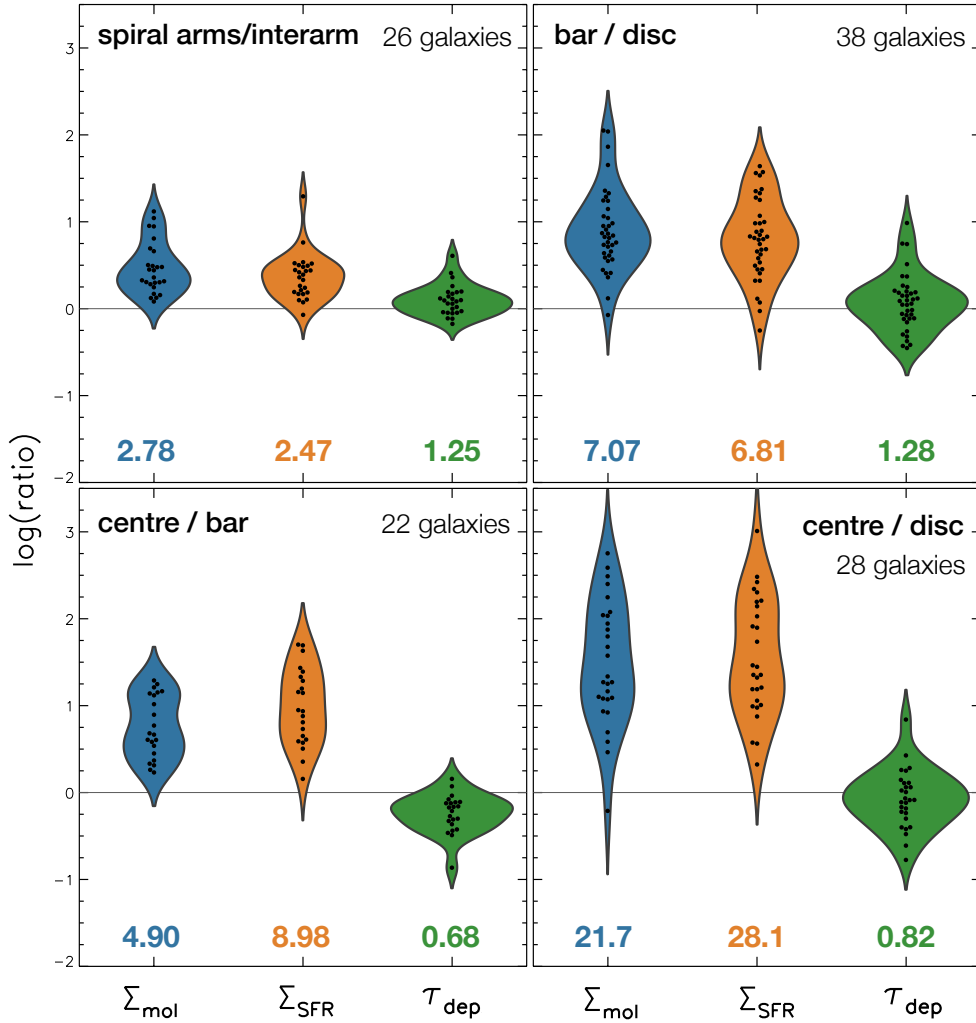 spiral arms/interarm 26 galaxies
3
2
1
0
−1
−2
2.78 2.47 1.25
bar / disc 38 galaxies
7.07 6.81 1.28
log(ratio)
centre / bar 22 galaxies
3
2
1
0
−1
−2
4.90 8.98 0.68
centre / disc
28 galaxies
21.7 28.1 0.82
Σmol ΣSFR τdep Σmol ΣSFR τdep